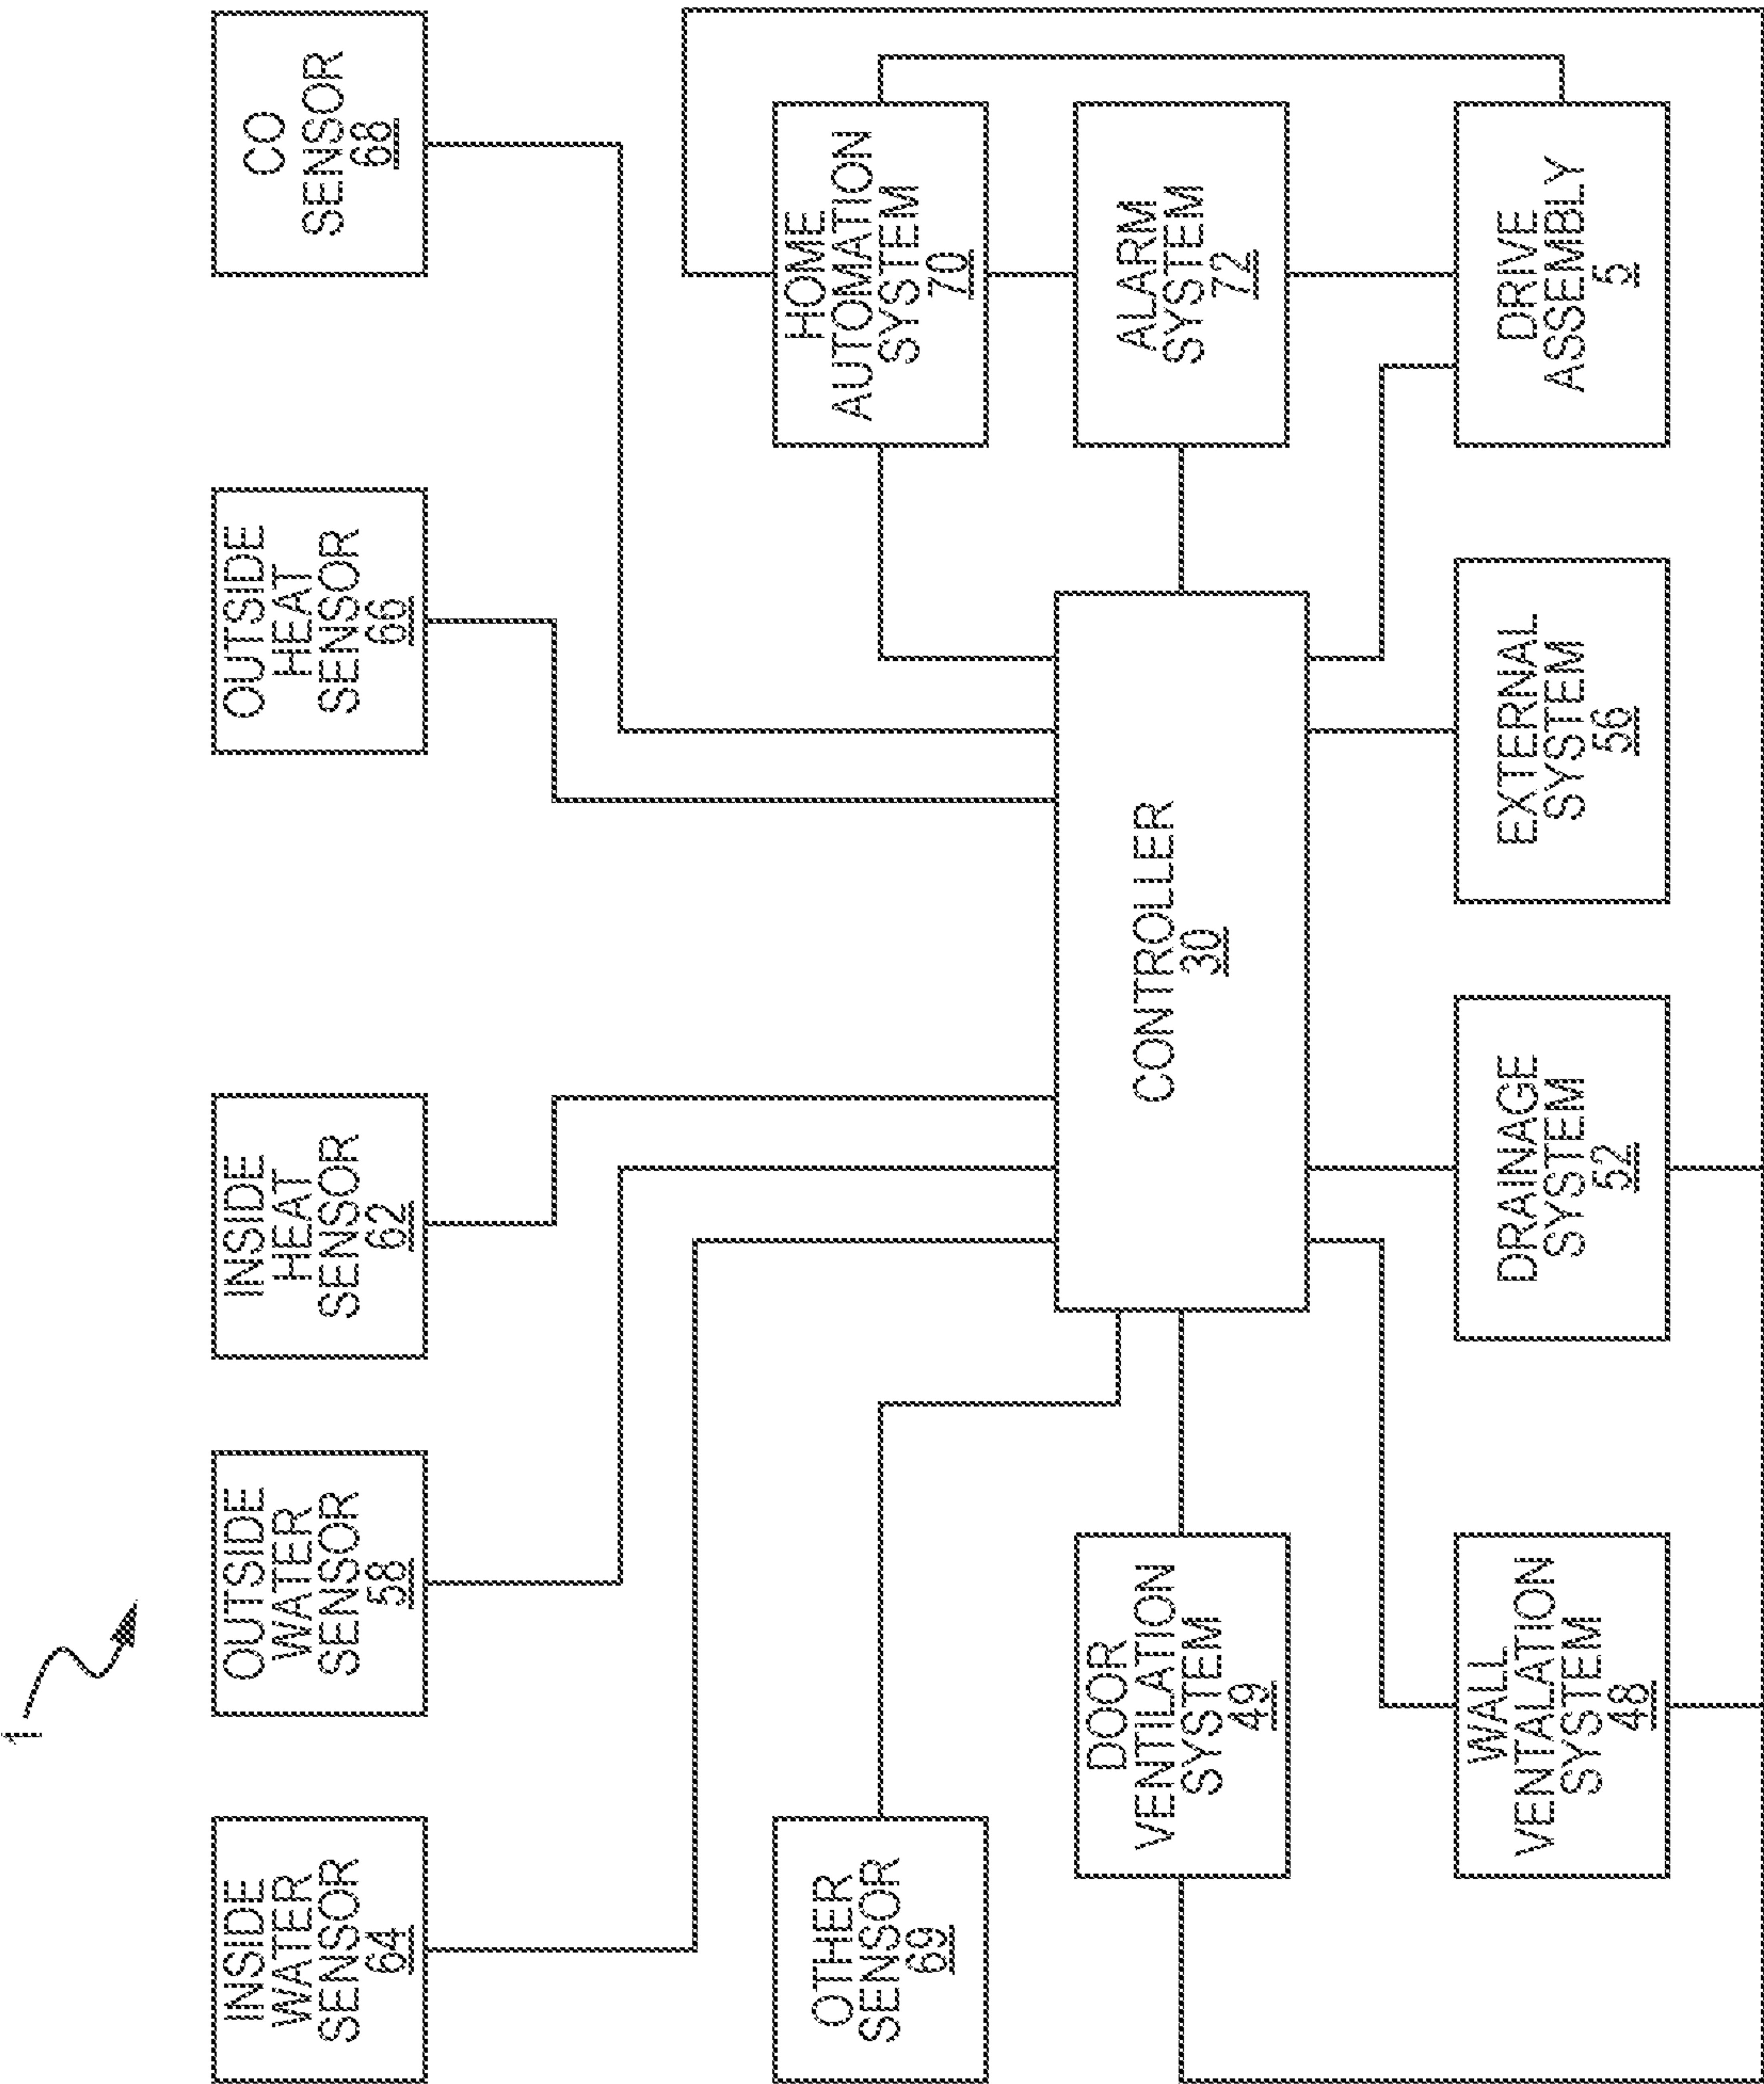 1
INSIDE
WATER
SENSOR
64
OUTSIDE
WATER
SENSOR
58
INSIDE
HEAT
SENSOR
62
OUTSIDE
HEAT
SENSOR
66
CO
SENSOR
68
OTHER
SENSOR
69
HOME
AUTOMATION
SYSTEM
70
DOOR
VENTILATION
SYSTEM
49
CONTROLLER
30
ALARM
SYSTEM
72
WALL
VENTALATION
SYSTEM
48
DRAINAGE
SYSTEM
52
EXTERNAL
SYSTEM
56
DRIVE
ASSEMBLY
5